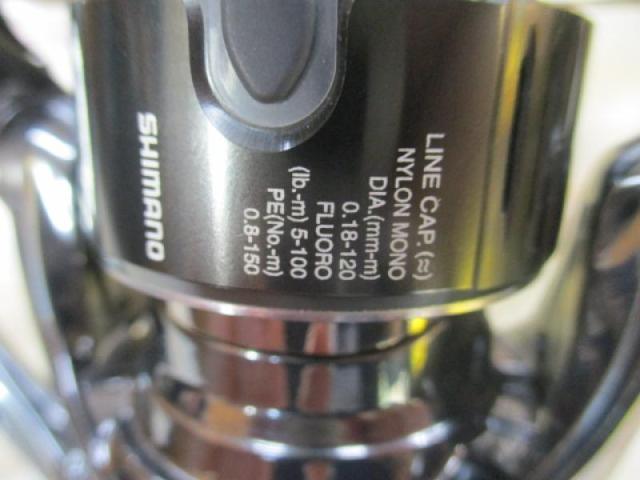 LINE CAP. (≈)
NYLON MONO
DIA.(mm-m)
0.18-120
FLUORO
(lb.-m) 5-100
PE(No.-m)
0.8-150
SHIMANO